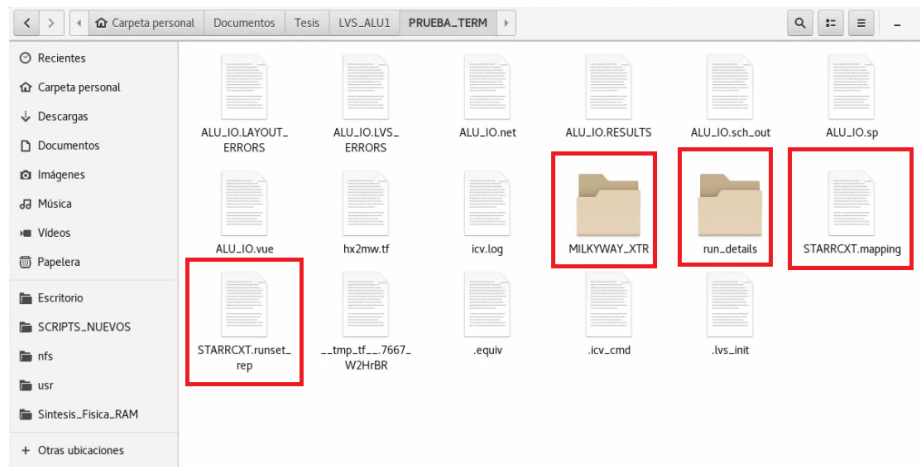 Carpeta personal Documentos Tesis LVS_ALU1 PRUEBA_TERM
Recientes
Carpeta personal
Descargas
Documentos
Imágenes
Música
Vídeos
Papelera
Escritorio
SCRIPTS_NUEVOS
nfs
usr
Sintesis_Fisica_RAM
+ Otras ubicaciones
ALU_IO.LAYOUT_
ERRORS
ALU_IO.LVS_
ERRORS
ALU_IO.net
ALU_IO.RESULTS
ALU_IO.sch_out
ALU_IO.sp
ALU_IO.vue
hx2mw.tf
icv.log
MILKYWAY_XTR
run_details
STARRCXT.mapping
STARRCXT.runset_
rep
__tmp_tf__.7667_
W2HrBR
.equiv
.icv_cmd
.lvs_init